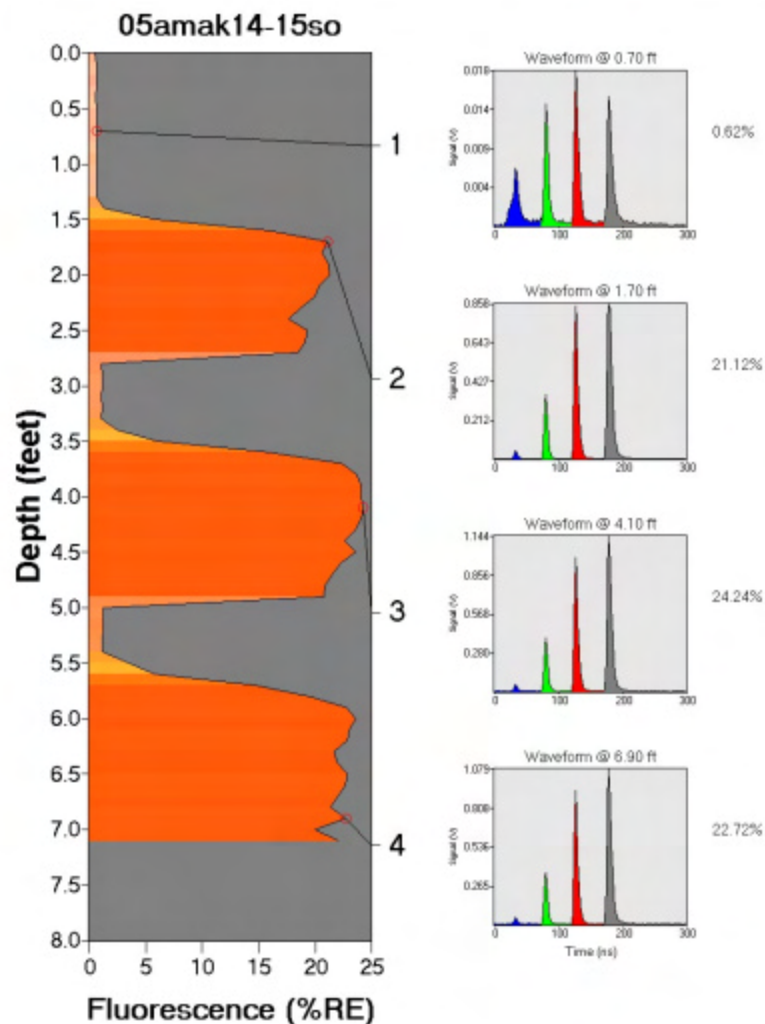 05amak14-15so
0.0
0.5
1.0
1.5
2.0
2.5
3.0
3.5
4.0
4.5
5.0
5.5
6.0
6.5
7.0
7.5
8.0
Depth (feet)
0 5 10 15 20 25
Fluorescence (%RE)
1
2
3
4
Waveform @ 0.70 ft
0.018
0.014
0.009
0.004
Signal (V)
0 100 200 300
0.62%
Waveform @ 1.70 ft
0.858
0.643
0.427
0.212
Signal (V)
0 100 200 300
21.12%
Waveform @ 4.10 ft
1.144
0.856
0.568
0.280
Signal (V)
0 100 200 300
24.24%
Waveform @ 6.90 ft
1.079
0.808
0.536
0.265
Signal (V)
0 100 200 300
Time (ns)
22.72%